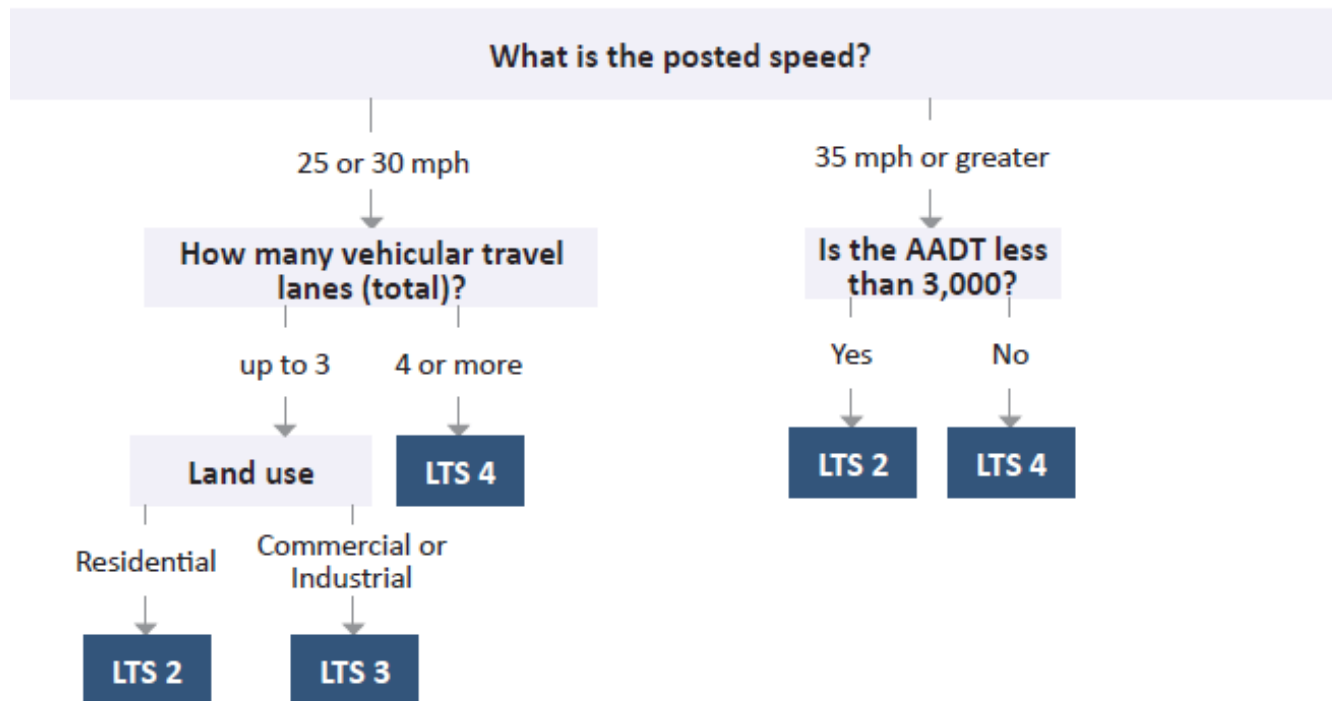 What is the posted speed?
25 or 30 mph
35 mph or greater
How many vehicular travel
lanes (total)?
Is the AADT less
than 3,000?
up to 3
4 or more
Yes
No
Land use
LTS 4
LTS 2
LTS 4
Residential
Commercial or
Industrial
LTS 2
LTS 3